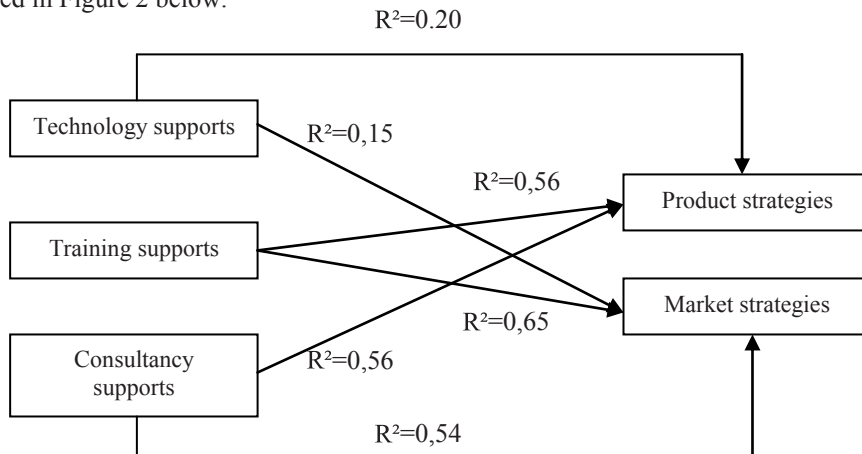 ed in Figure 2 below.
R²=0.20
Technology supports
R²=0,15
R²=0,56
Product strategies
Training supports
Market strategies
R²=0,65
Consultancy
supports
R²=0,56
R²=0,54